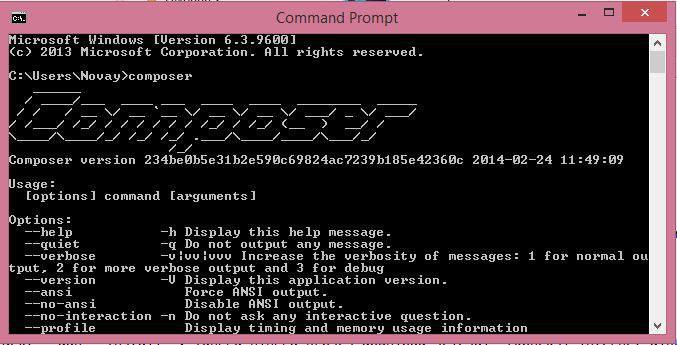 Command Prompt
Microsoft Windows [Version 6.3.9600]
(c) 2013 Microsoft Corporation. All rights reserved.
C:\Users\Novay>composer
Composer
Composer version 234be0b5e31b2e590c69824ac7239b185e42360c 2014-02-24 11:49:09
Usage:
[options] command [arguments]
Options:
--help -h Display this help message.
--quiet -q Do not output any message.
--verbose -v|vv|vvv Increase the verbosity of messages: 1 for normal ou
tput, 2 for more verbose output and 3 for debug
--version -V Display this application version.
--ansi Force ANSI output.
--no-ansi Disable ANSI output.
--no-interaction -n Do not ask any interactive question.
--profile Display timing and memory usage information